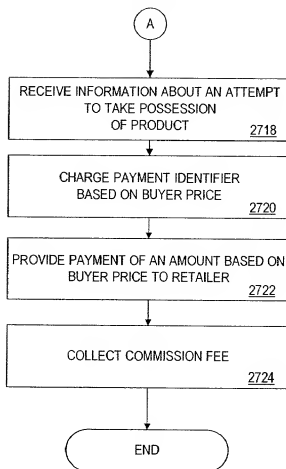 A
RECEIVE INFORMATION ABOUT AN ATTEMPT
TO TAKE POSSESSION
OF PRODUCT
2718
CHARGE PAYMENT IDENTIFIER
BASED ON BUYER PRICE
2720
PROVIDE PAYMENT OF AN AMOUNT BASED ON
BUYER PRICE TO RETAILER
2722
COLLECT COMMISSION FEE
2724
END